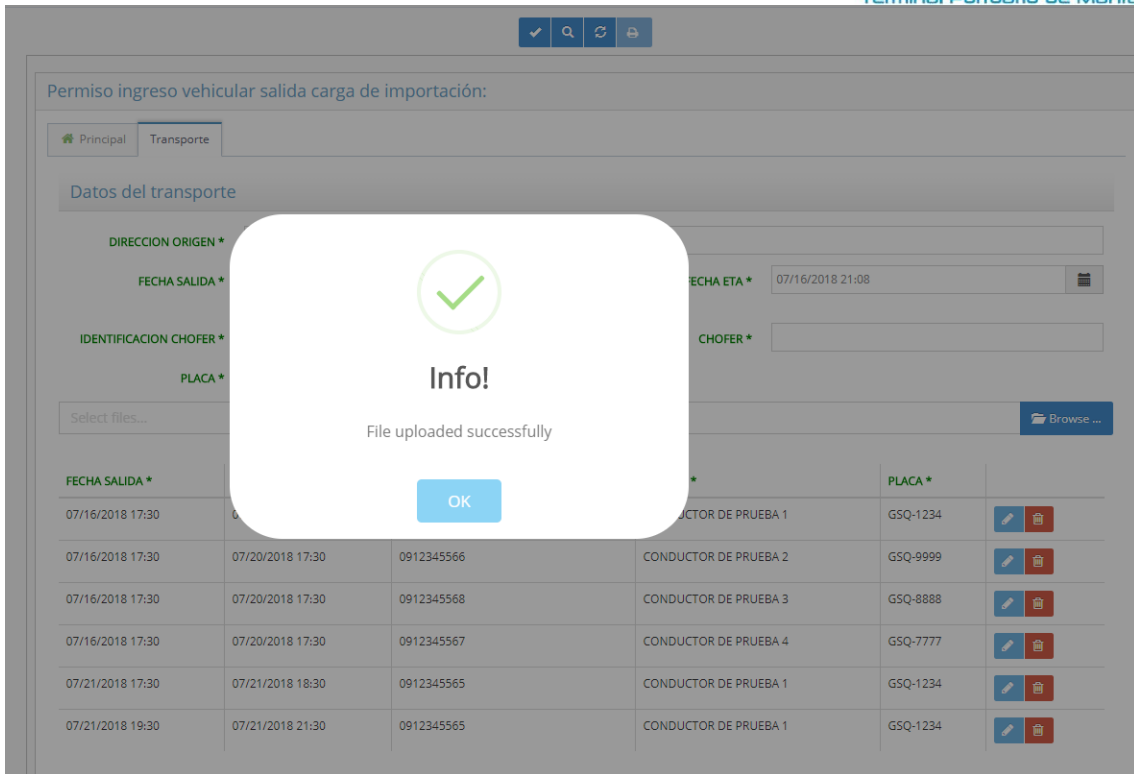 Permiso ingreso vehicular salida carga de importación:
Principal Transporte
Datos del transporte
DIRECCION ORIGEN *
FECHA SALIDA * FECHA ETA * 07/16/2018 21:08
IDENTIFICACION CHOFER * CHOFER *
PLACA *
Select files... Browse ...
Info!
File uploaded successfully
OK
FECHA SALIDA * * PLACA *
07/16/2018 17:30 DE PRUEBA 1 GSQ-1234
07/16/2018 17:30 07/20/2018 17:30 0912345566 CONDUCTOR DE PRUEBA 2 GSQ-9999
07/16/2018 17:30 07/20/2018 17:30 0912345568 CONDUCTOR DE PRUEBA 3 GSQ-8888
07/16/2018 17:30 07/20/2018 17:30 0912345567 CONDUCTOR DE PRUEBA 4 GSQ-7777
07/21/2018 17:30 07/21/2018 18:30 0912345565 CONDUCTOR DE PRUEBA 1 GSQ-1234
07/21/2018 19:30 07/21/2018 21:30 0912345565 CONDUCTOR DE PRUEBA 1 GSQ-1234